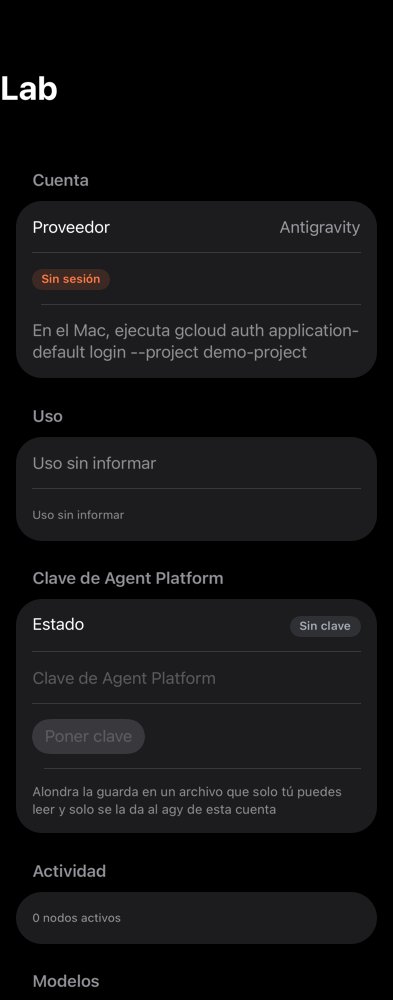 Lab
Cuenta
Proveedor Antigravity
Sin sesión
En el Mac, ejecuta gcloud auth application-
default login --project demo-project
Uso
Uso sin informar
Uso sin informar
Clave de Agent Platform
Estado Sin clave
Clave de Agent Platform
Poner clave
Alondra la guarda en un archivo que solo tú puedes
leer y solo se la da al agy de esta cuenta
Actividad
0 nodos activos
Modelos